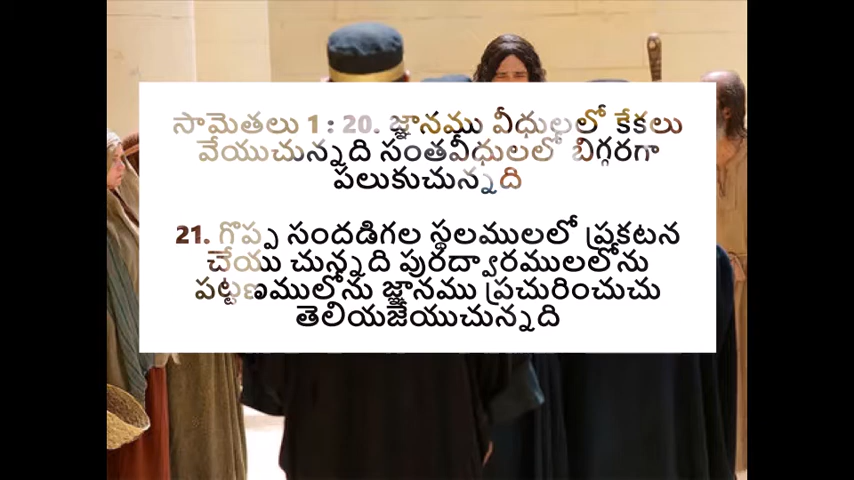 సామెతలు 1 : 20. జ్ఞానము వీధులలో కేకలు
వేయుచున్నది సంతవీధులలో బిగ్గరగా
పలుకుచున్నది
21. గొప్ప సందడిగల స్థలములలో ప్రకటన
చేయు చున్నది పురద్వారములలోను
పట్టణములోను జ్ఞానము ప్రచురించుచు
తెలియజేయుచున్నది